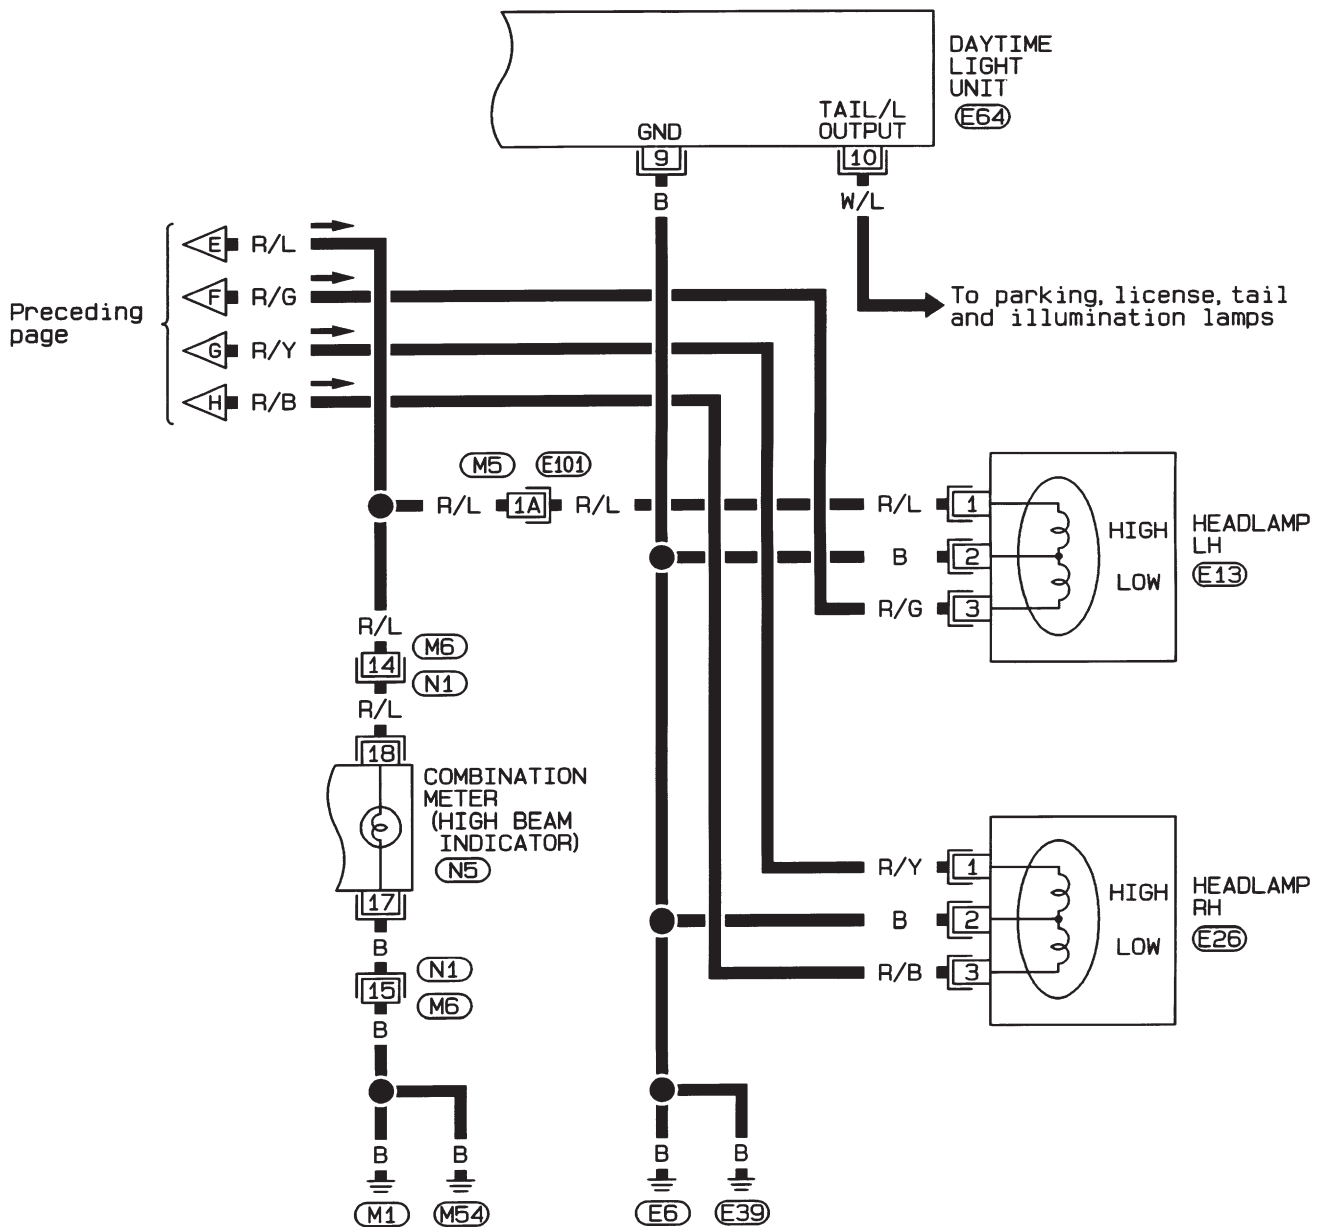 DAYTIME
LIGHT
UNIT
E64
GND
TAIL/L
OUTPUT
9
10
B
W/L
Preceding
page
E R/L
F R/G
G R/Y
H R/B
To parking, license, tail
and illumination lamps
M5 E101
R/L 1A R/L R/L 1
B 2
R/G 3
HIGH
LOW
HEADLAMP
LH
E13
R/L
14
M6
N1
R/L
18
COMBINATION
METER
(HIGH BEAM
INDICATOR)
N5
17
B
15
N1
M6
B
R/Y 1
B 2
R/B 3
HIGH
LOW
HEADLAMP
RH
E26
B B B B
M1 M54 E6 E39